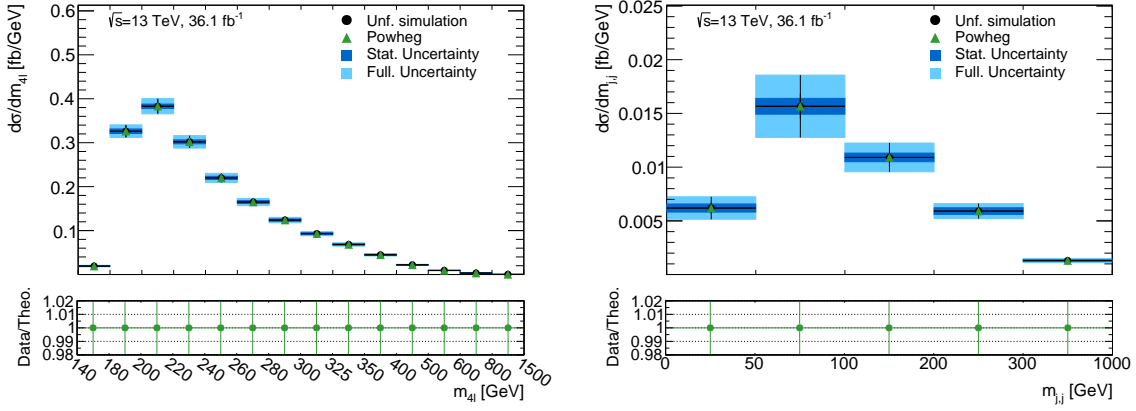 √s=13 TeV, 36.1 fb⁻¹
Unf. simulation
Powheg
Stat. Uncertainty
Full. Uncertainty
dσ/dm₄ₗ [fb/GeV]
0.6
0.5
0.4
0.3
0.2
0.1
Data/Theo.
1.02
1.01
1
0.99
0.98
140 180 200 220 240 260 280 300 325 350 400 500 600 800 1500
m₄ₗ [GeV]
√s=13 TeV, 36.1 fb⁻¹
Unf. simulation
Powheg
Stat. Uncertainty
Full. Uncertainty
dσ/dm_j,j [fb/GeV]
0.025
0.02
0.015
0.01
0.005
Data/Theo.
1.02
1.01
1
0.99
0.98
0 50 100 200 300 1000
m_j,j [GeV]